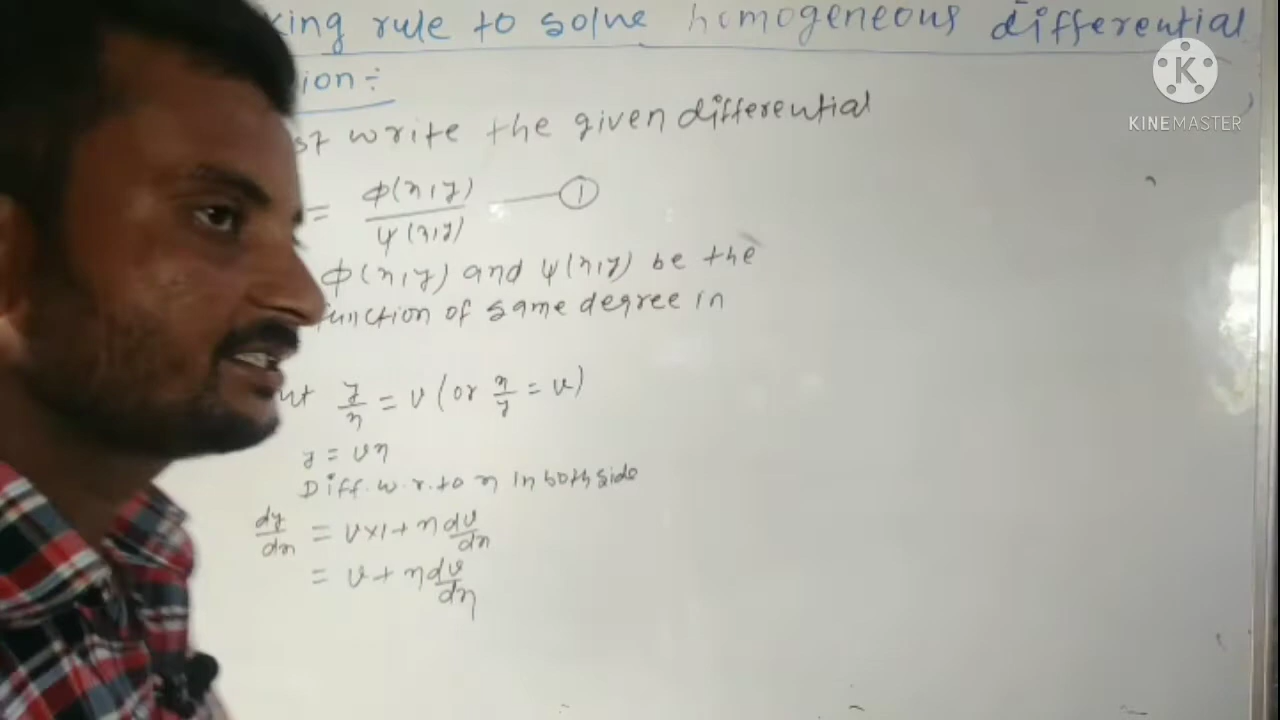 king rule to solve homogeneous differential
ion :-
st write the given differential
= φ(x,y) / ψ(x,y) —— ①
φ(x,y) and ψ(x,y) be the
function of same degree in
ut y/x = v (or x/y = v)
y = vx
Diff. w.r. to x in both side
dy/dx = v×1 + x dv/dx
= v + x dv/dx
K
KINEMASTER